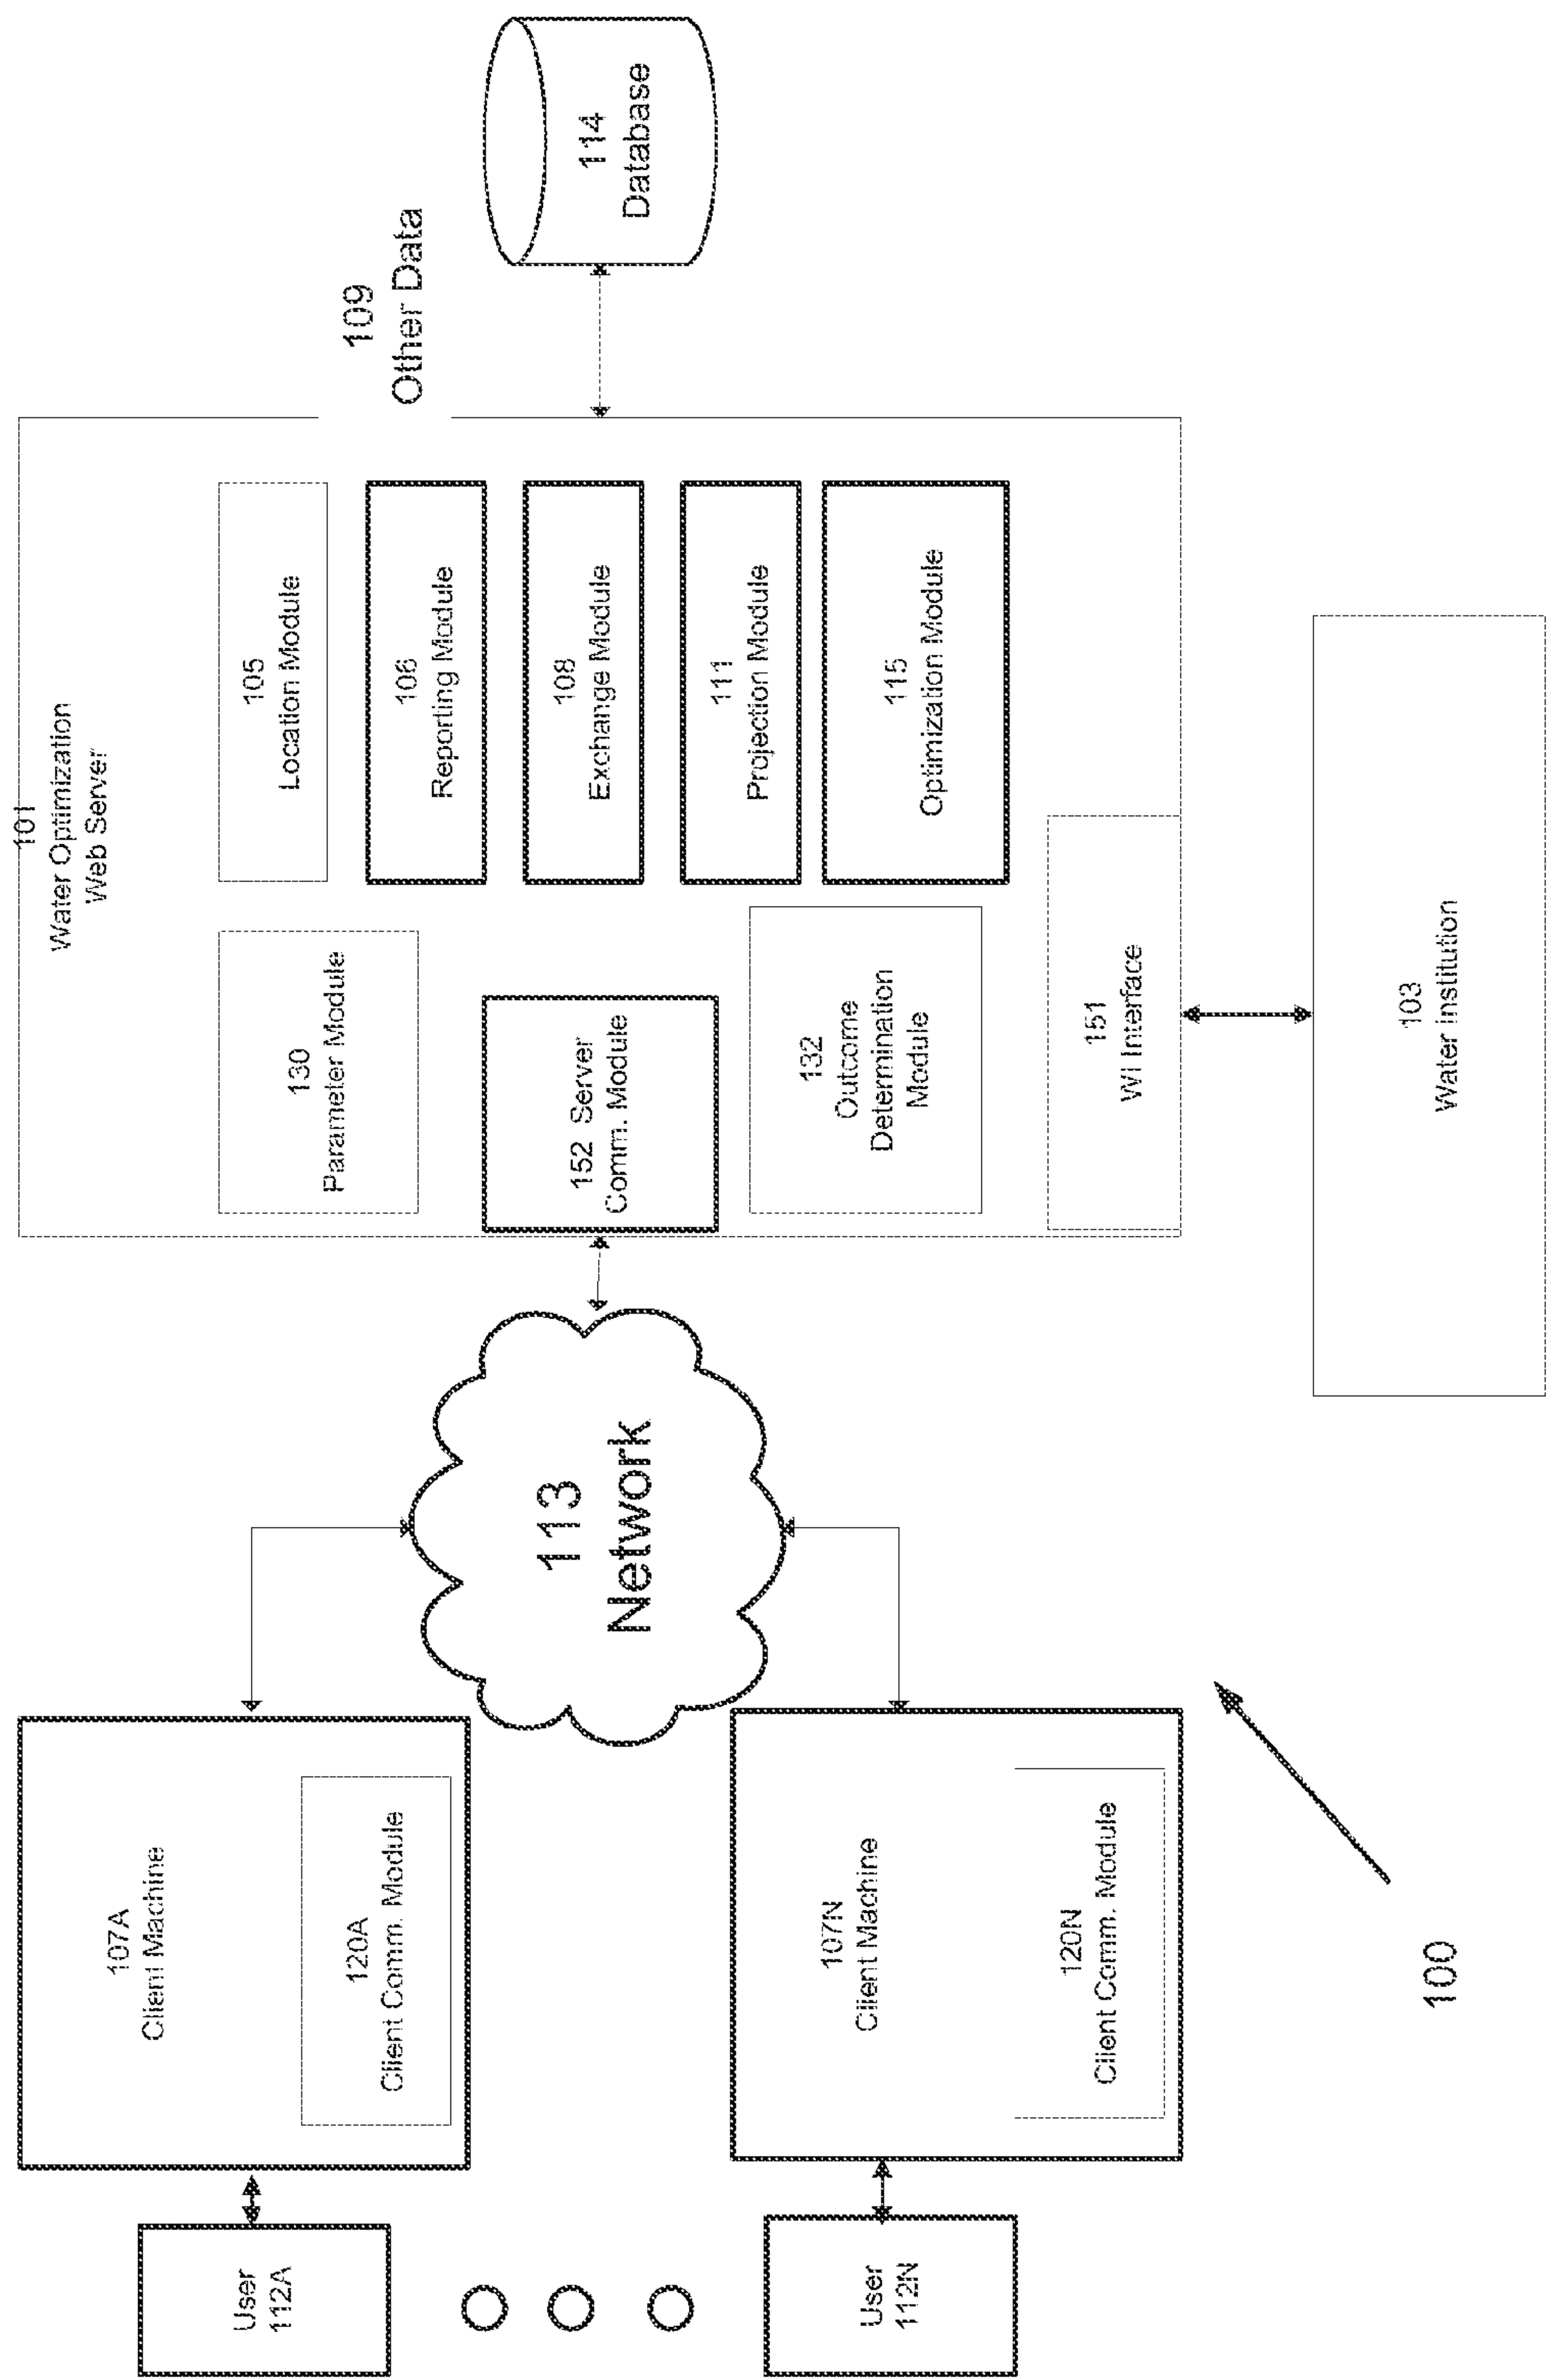 User
112A
User
112N
107A
Client Machine
120A
Client Comm. Module
107N
Client Machine
120N
Client Comm. Module
113
Network
100
101
Water Optimization
Web Server
130
Parameter Module
152 Server
Comm. Module
132
Outcome
Determination
Module
105
Location Module
106
Reporting Module
108
Exchange Module
111
Projection Module
115
Optimization Module
151
WI Interface
103
Water institution
109
Other Data
114
Database